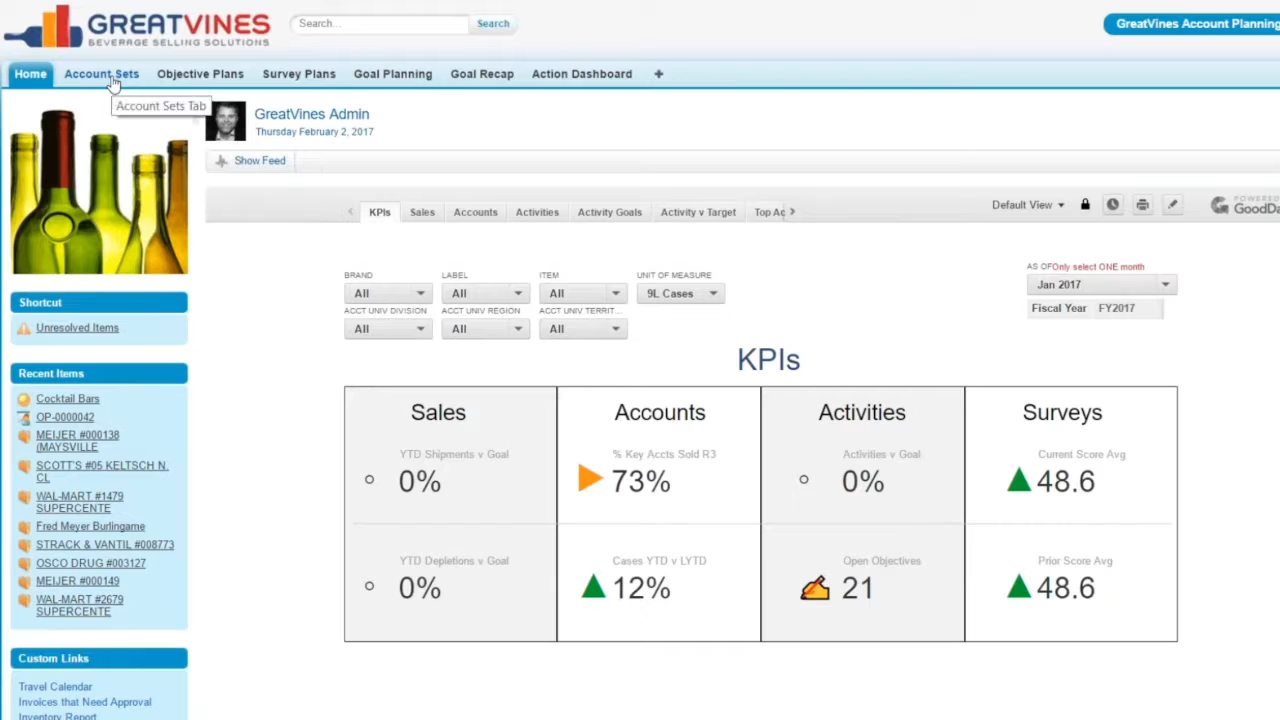 GREATVINES
BEVERAGE SELLING SOLUTIONS
Search...
Search
GreatVines Account Planning
Home
Account Sets
Objective Plans
Survey Plans
Goal Planning
Goal Recap
Action Dashboard
+
Account Sets Tab
GreatVines Admin
Thursday February 2, 2017
Show Feed
KPIs
Sales
Accounts
Activities
Activity Goals
Activity v Target
Top Ac
Default View
POWERED
GoodDa
BRAND
LABEL
ITEM
UNIT OF MEASURE
All
All
All
9L Cases
ACCT UNIV DIVISION
ACCT UNIV REGION
ACCT UNIV TERRIT...
All
All
All
AS OF Only select ONE month
Jan 2017
Fiscal Year FY2017
KPIs
Sales
YTD Shipments v Goal
0%
YTD Depletions v Goal
0%
Accounts
% Key Accts Sold R3
73%
Cases YTD v LYTD
12%
Activities
Activities v Goal
0%
Open Objectives
21
Surveys
Current Score Avg
48.6
Prior Score Avg
48.6
Shortcut
Unresolved Items
Recent Items
Cocktail Bars
OP-0000042
MEIJER #000138
(MAYSVILLE
SCOTT'S #05 KELTSCH N.
CL
WAL-MART #1479
SUPERCENTE
Fred Meyer Burlingame
STRACK & VANTIL #008773
OSCO DRUG #003127
MEIJER #000149
WAL-MART #2679
SUPERCENTE
Custom Links
Travel Calendar
Invoices that Need Approval
Inventory Report